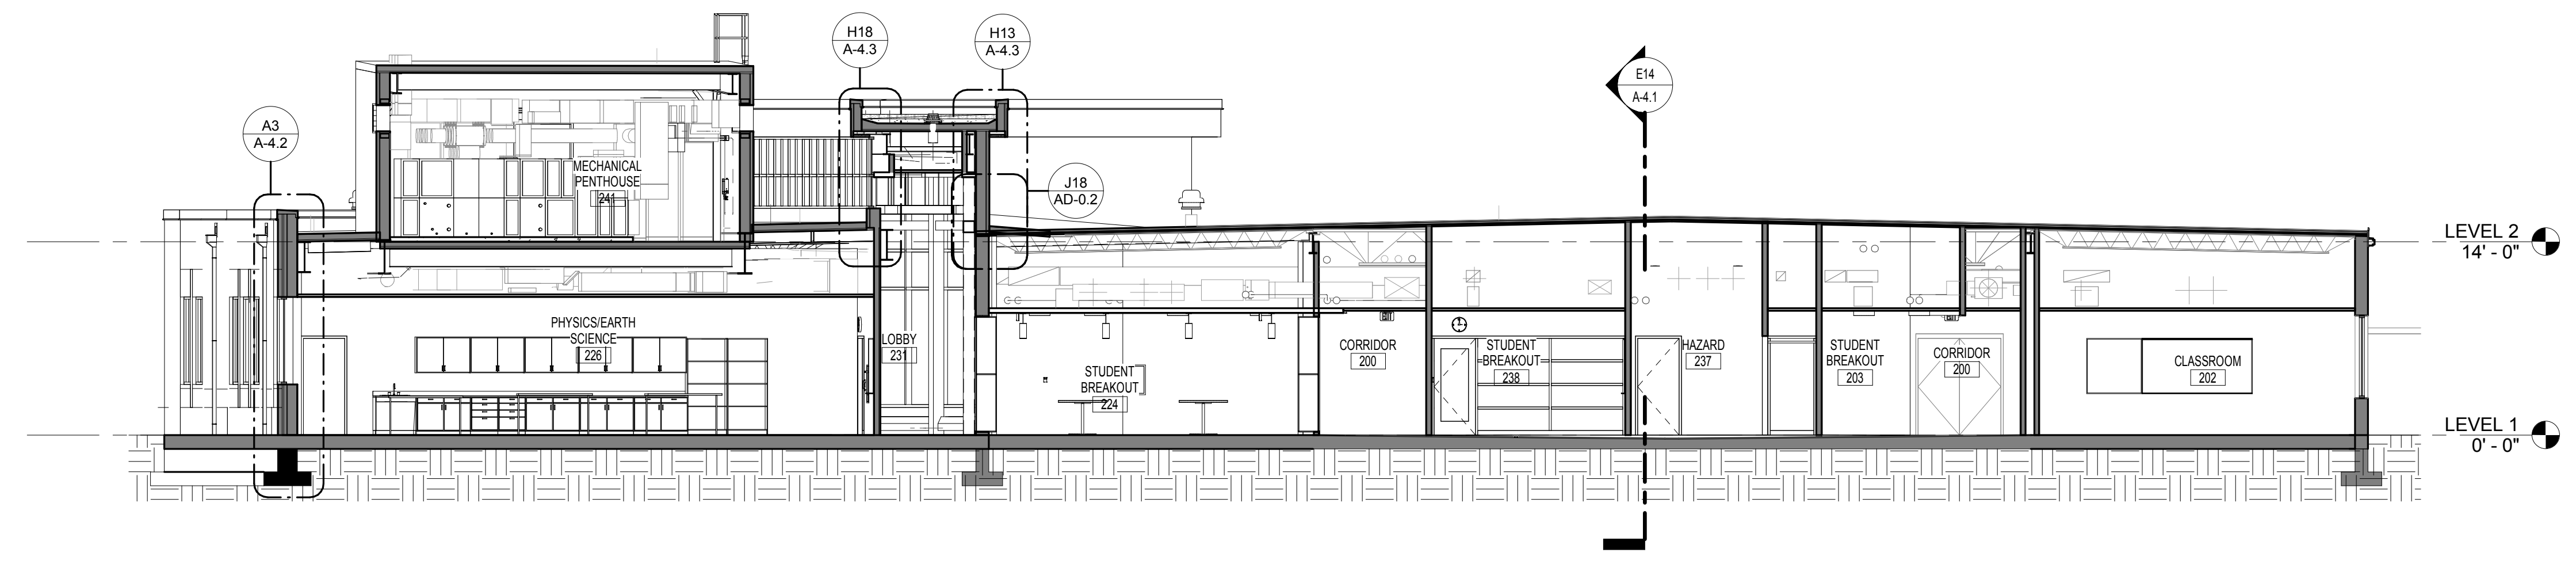 H18
A-4.3
H13
A-4.3
E14
A-4.1
A3
A-4.2
MECHANICAL
PENTHOUSE
241
J18
AD-0.2
LEVEL 2
14' - 0"
PHYSICS/EARTH
SCIENCE
226
LOBBY
231
STUDENT
BREAKOUT
224
CORRIDOR
200
STUDENT
BREAKOUT
238
HAZARD
237
STUDENT
BREAKOUT
203
CORRIDOR
200
CLASSROOM
202
LEVEL 1
0' - 0"